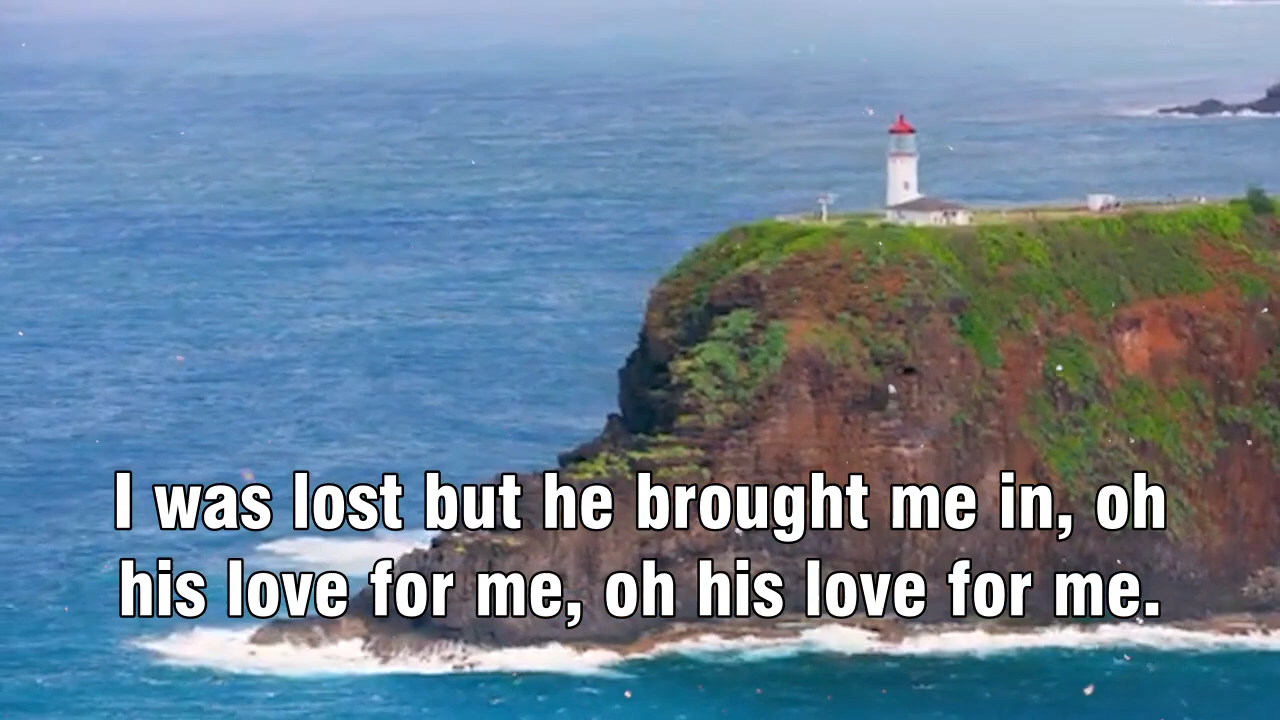 I was lost but he brought me in, oh
his love for me, oh his love for me.